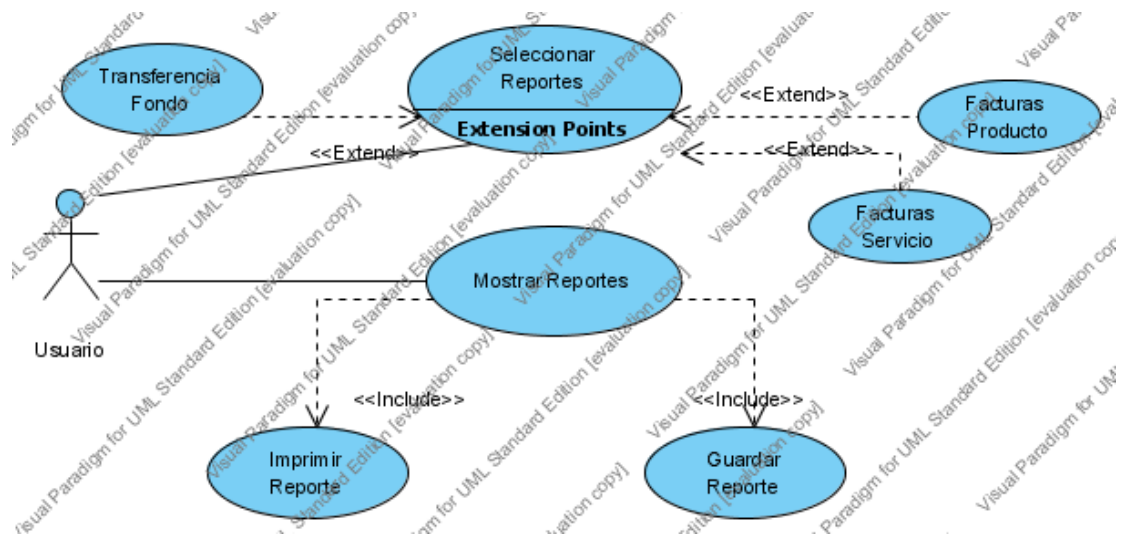 Transferencia
Fondo
Seleccionar
Reportes
Extension Points
<<Extend>>
Facturas
Producto
<<Extend>>
<<Extend>>
Facturas
Servicio
Usuario
Mostrar Reportes
<<Include>>
<<Include>>
Imprimir
Reporte
Guardar
Reporte
Visual Paradigm for UML Standard Edition [evaluation copy]